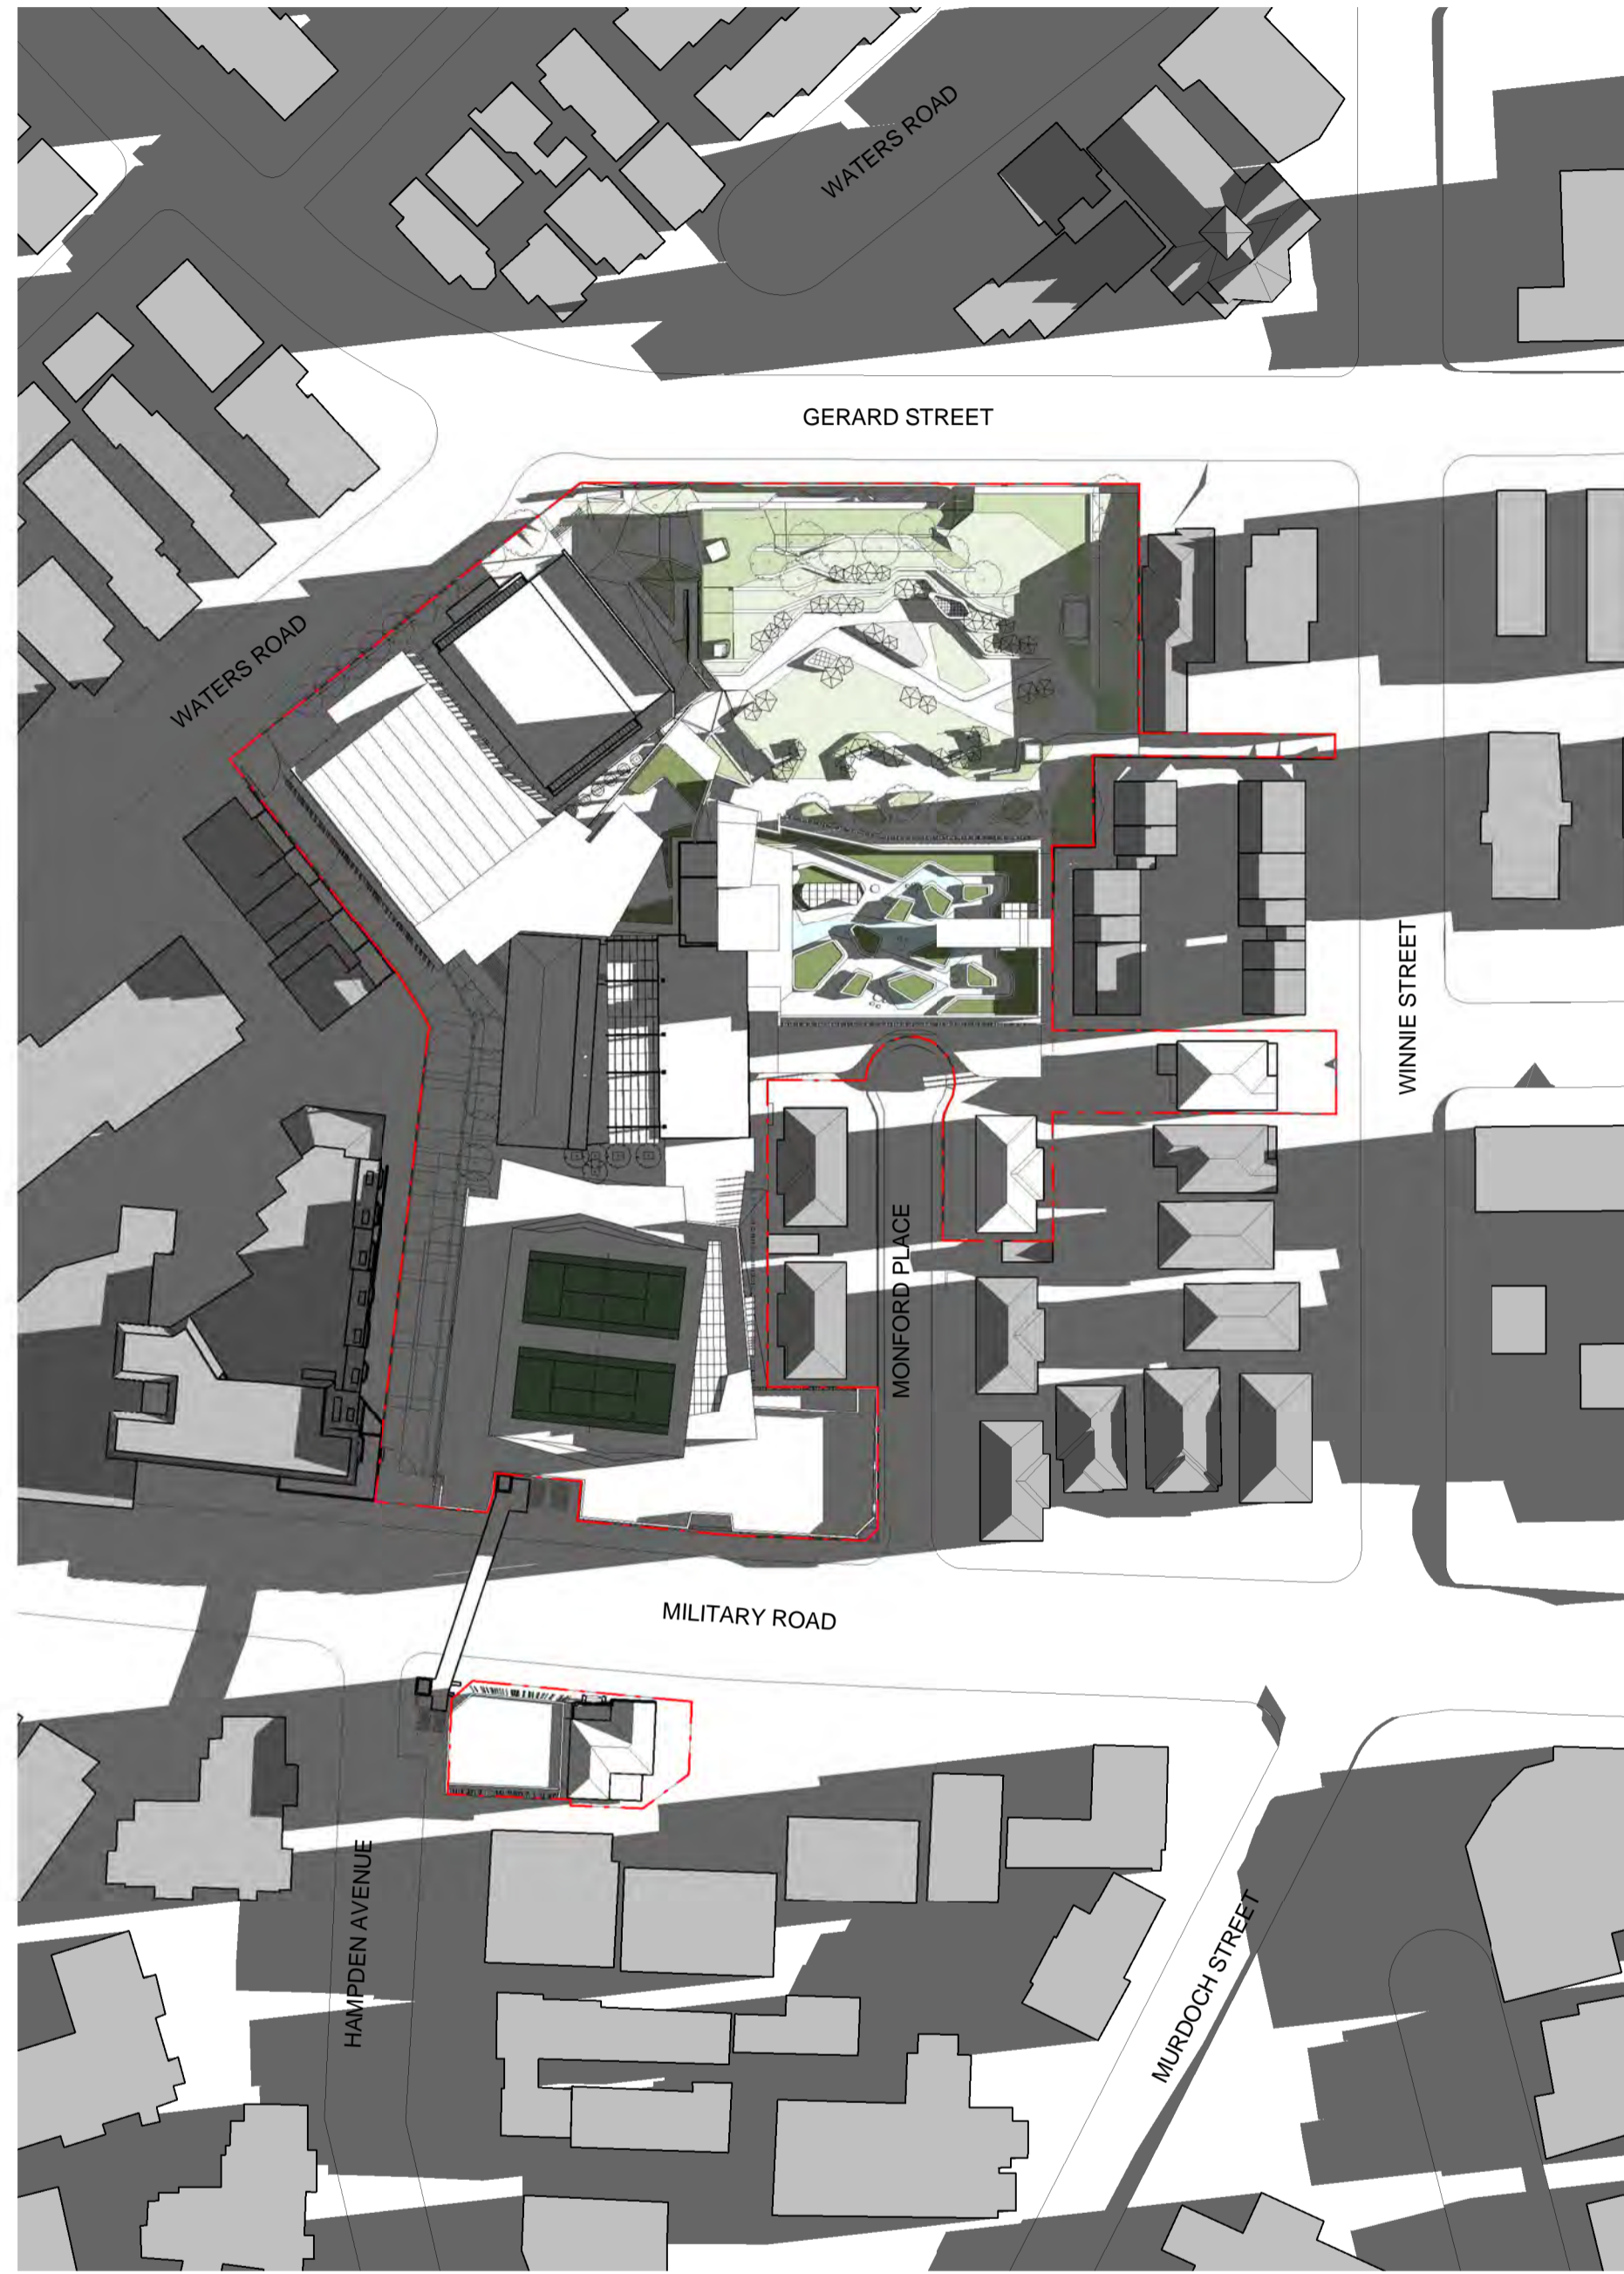 WATERS ROAD
GERARD STREET
WATERS ROAD
WINNIE STREET
MONFORD PLACE
MILITARY ROAD
HAMPDEN AVENUE
MURDOCH STREET